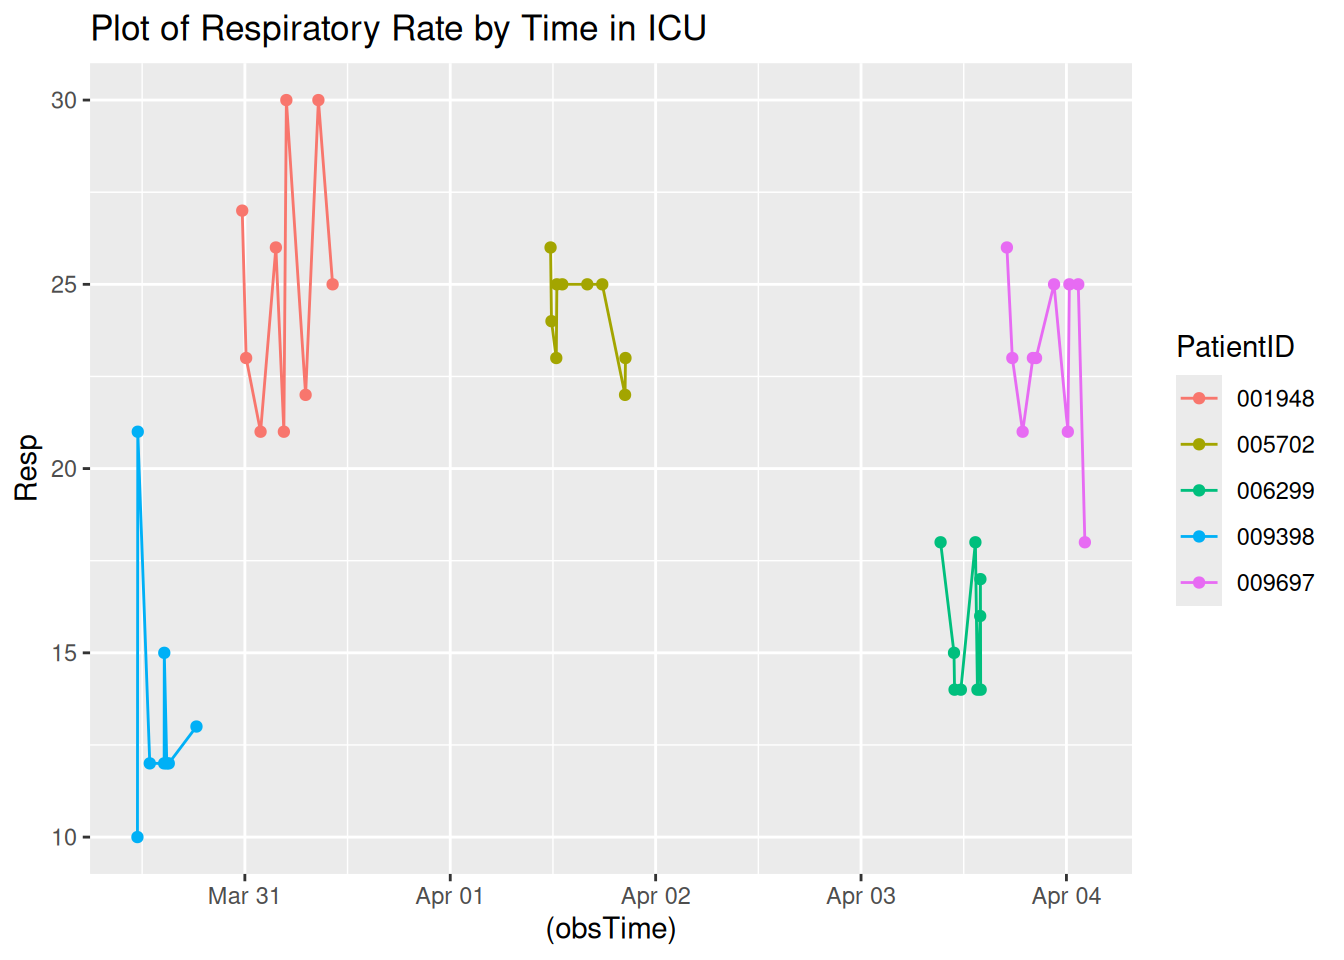 Plot of Respiratory Rate by Time in ICU
30
25
20
15
10
Resp
Mar 31
Apr 01
Apr 02
Apr 03
Apr 04
(obsTime)
PatientID
001948
005702
006299
009398
009697